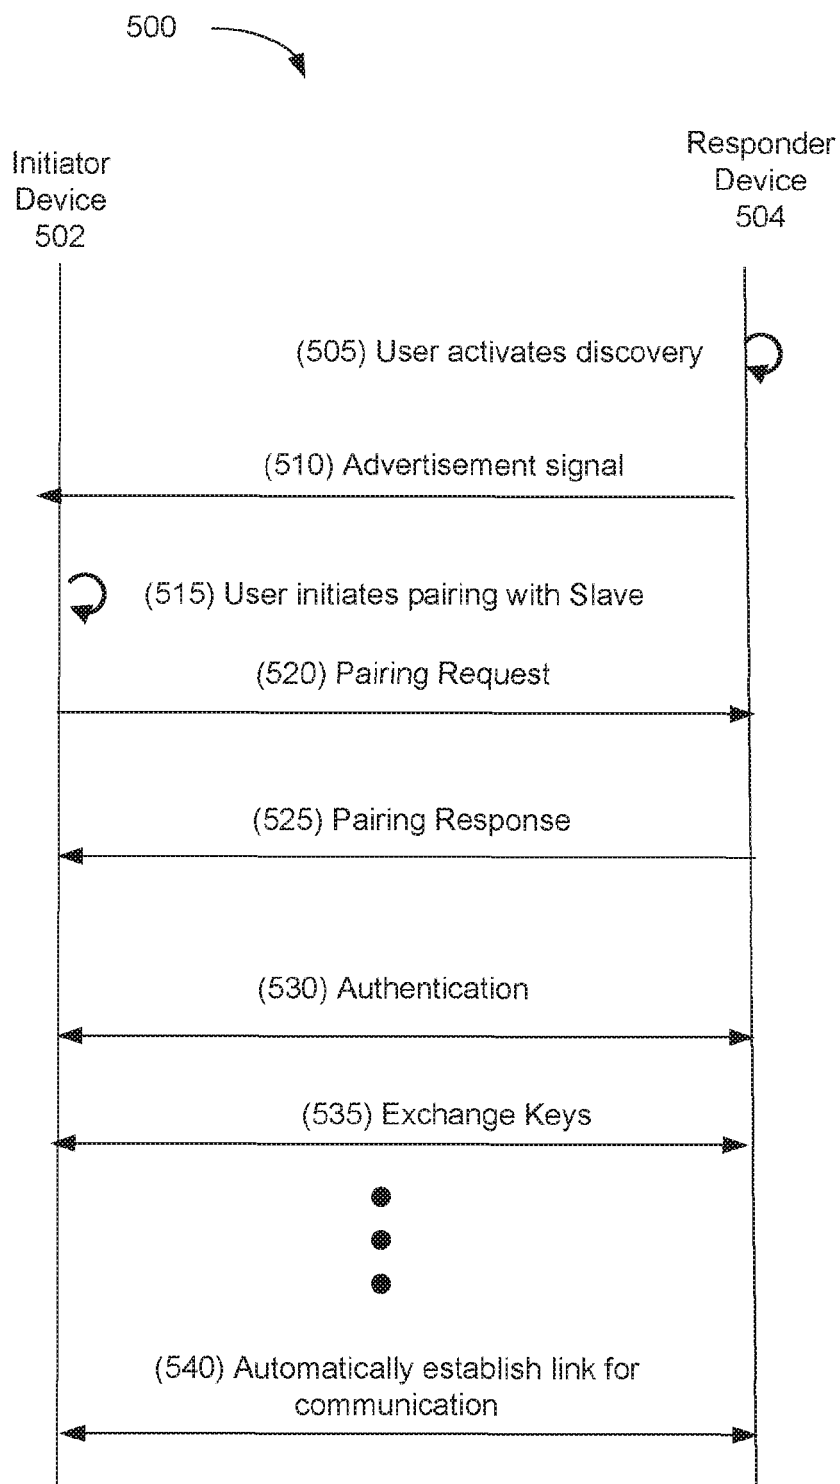 500
Initiator
Device
502
Responder
Device
504
(505) User activates discovery
(510) Advertisement signal
(515) User initiates pairing with Slave
(520) Pairing Request
(525) Pairing Response
(530) Authentication
(535) Exchange Keys
(540) Automatically establish link for
communication